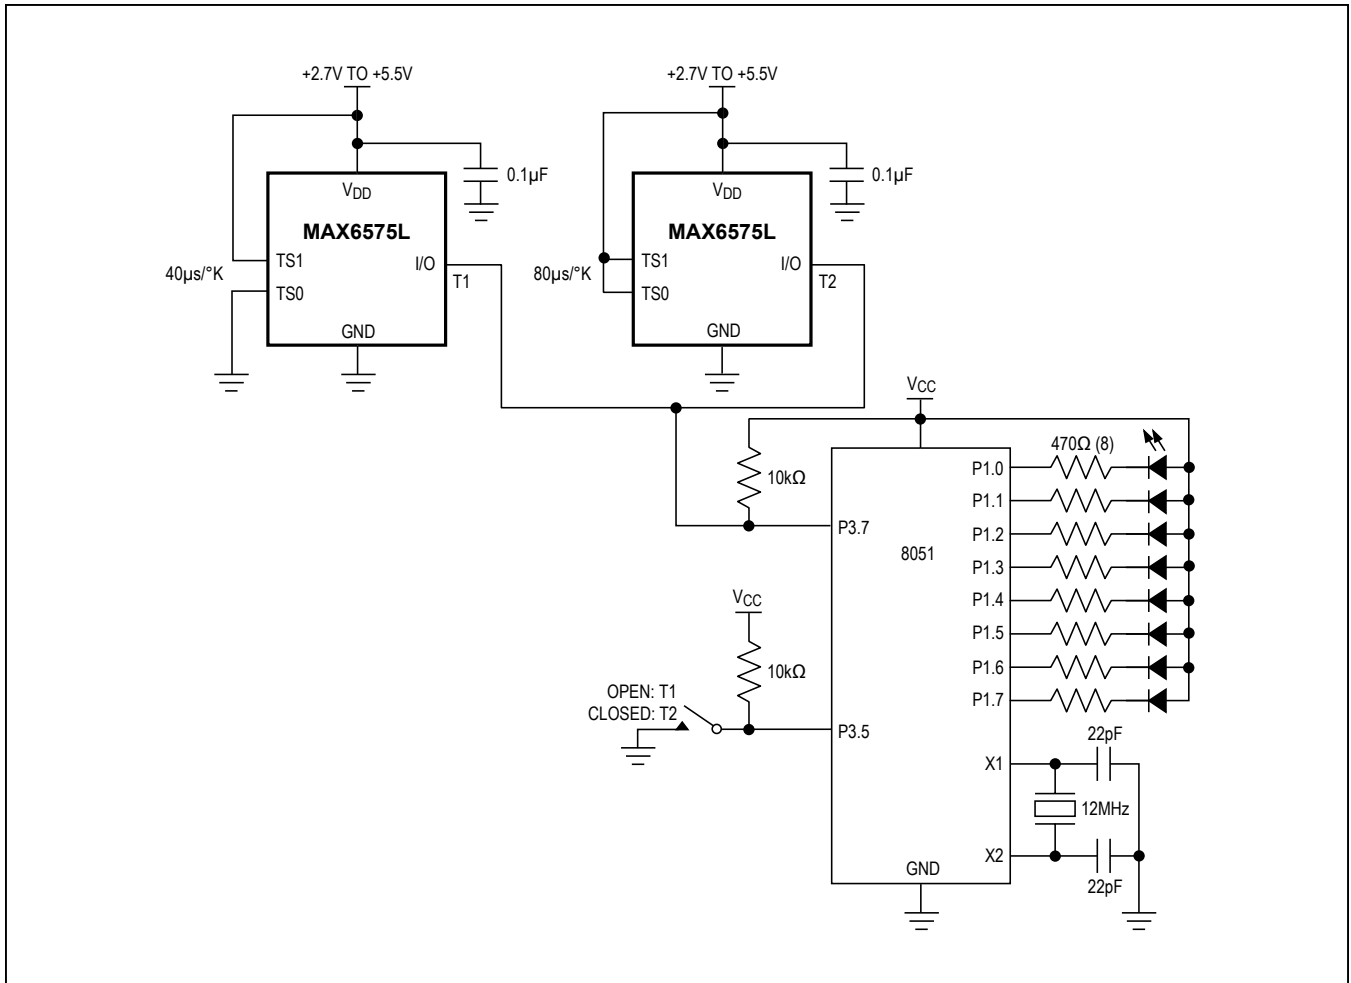 +2.7V TO +5.5V
+2.7V TO +5.5V
0.1µF
0.1µF
VDD
VDD
MAX6575L
MAX6575L
40µs/°K
TS1
TS0
I/O
T1
GND
80µs/°K
TS1
TS0
I/O
T2
GND
VCC
470Ω (8)
10kΩ
P3.7
8051
P1.0
P1.1
P1.2
P1.3
P1.4
P1.5
P1.6
P1.7
VCC
10kΩ
OPEN: T1
CLOSED: T2
P3.5
22pF
X1
12MHz
X2
GND
22pF